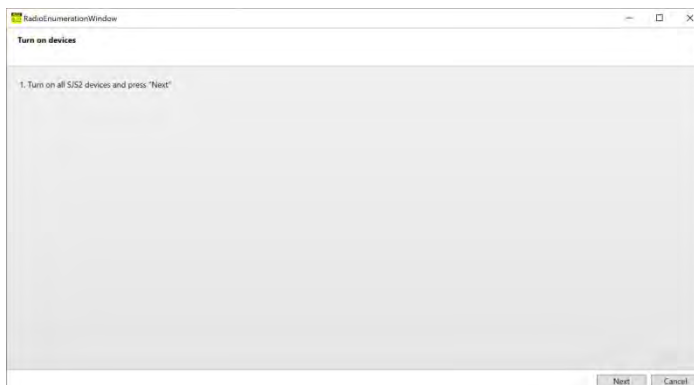 RadioEnumerationWindow
Turn on devices
1. Turn on all SJS2 devices and press "Next"
Next Cancel